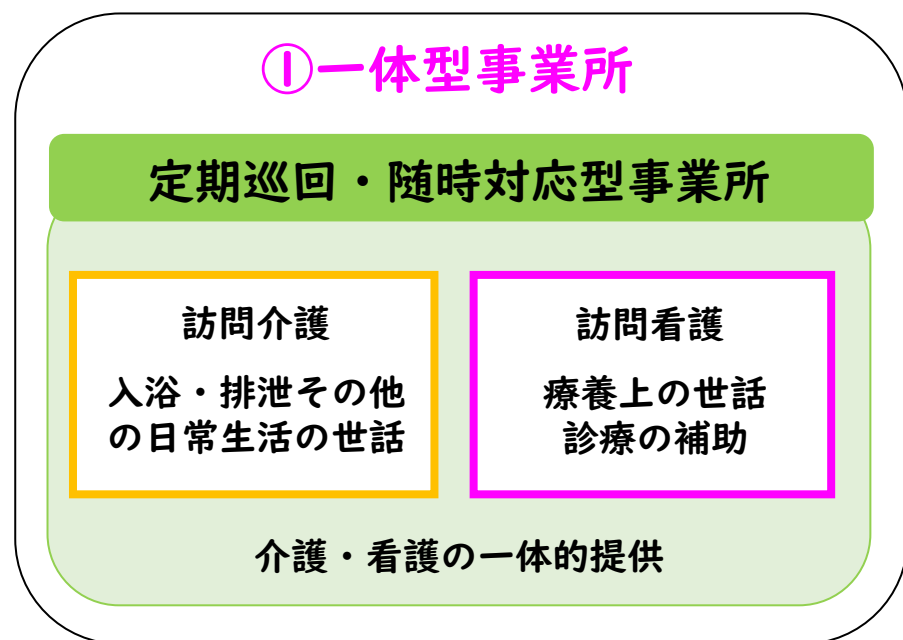 ①一体型事業所
定期巡回・随時対応型事業所
訪問介護
入浴・排泄その他
の日常生活の世話
訪問看護
療養上の世話
診療の補助
介護・看護の一体的提供